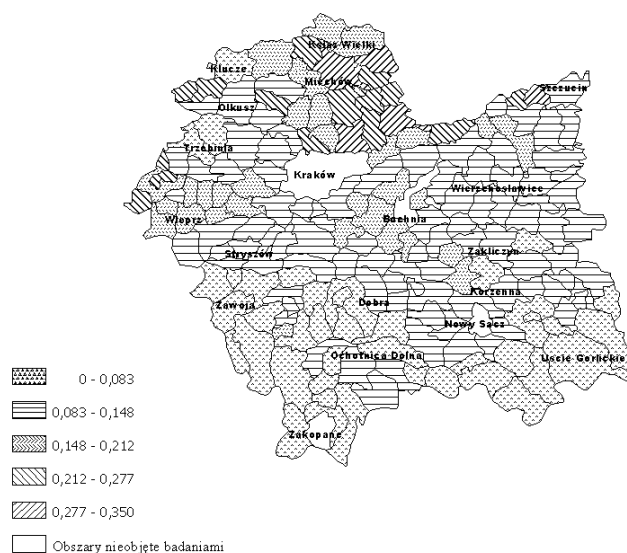 Książ Wielki
Klucze
Miechów
Szczucin
Olkusz
Trzebinia
Kraków
Wierzchosławice
Wieprz
Bochnia
Stryszów
Zakliczyn
Korzenna
Zawoja
Dobra
Nowy Sącz
Ochotnica Dolna
Uście Gorlickie
Zakopane
0 - 0,083
0,083 - 0,148
0,148 - 0,212
0,212 - 0,277
0,277 - 0,350
Obszary nieobjęte badaniami